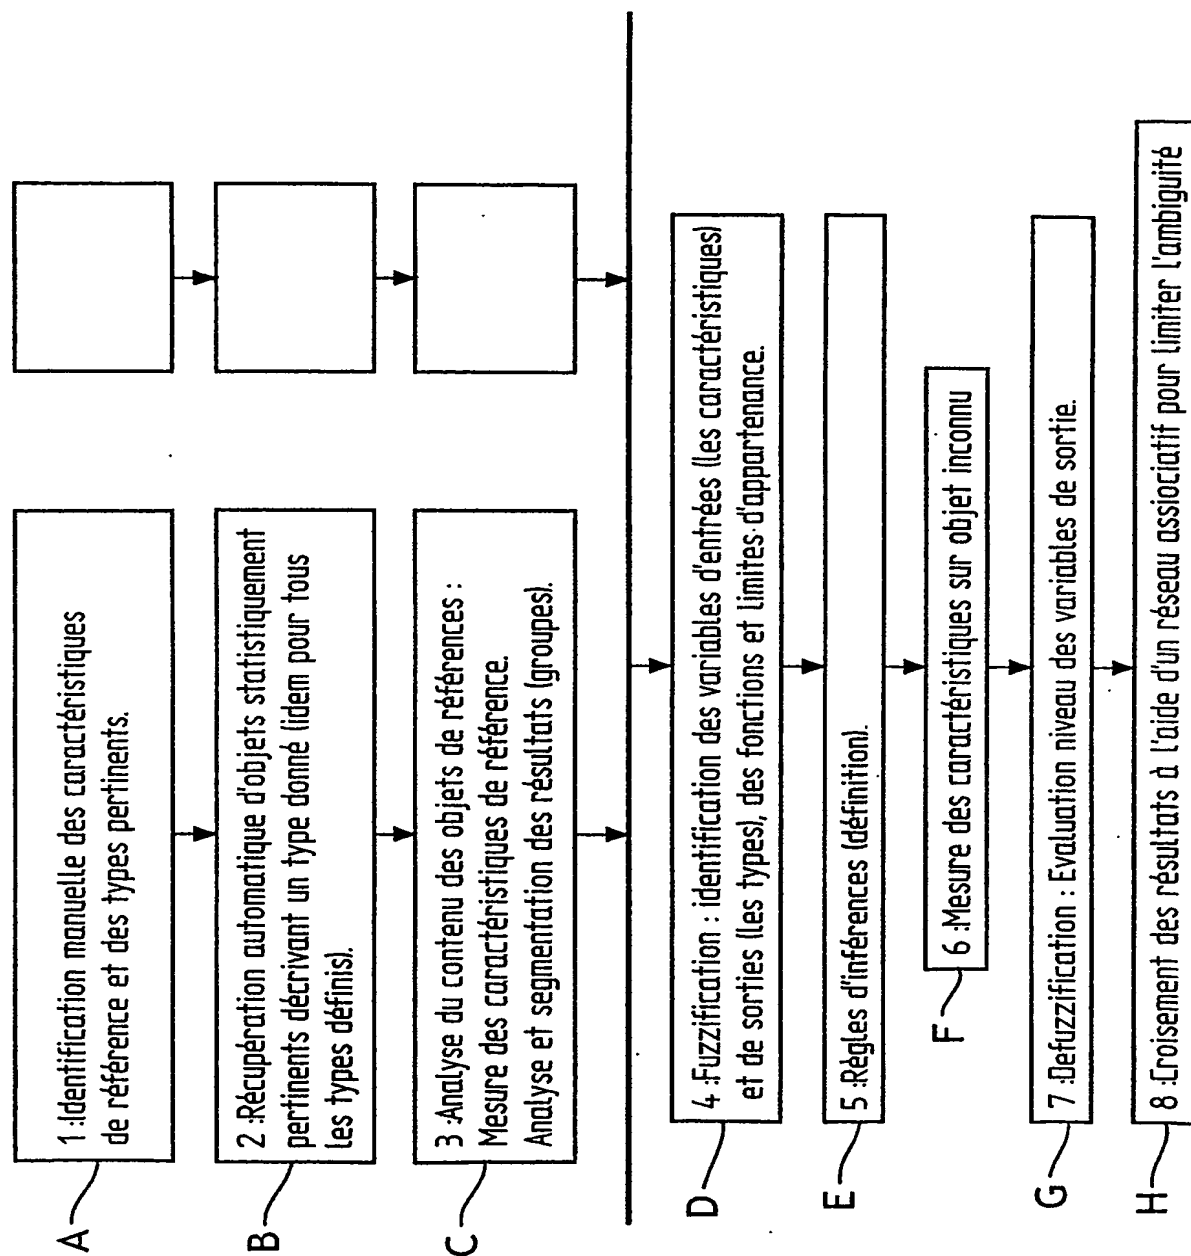 A
1 :Identification manuelle des caractéristiques
de référence et des types pertinents.
B
2 :Récupération automatique d'objets statistiquement
pertinents décrivant un type donné (idem pour tous
les types définis).
C
3 :Analyse du contenu des objets de références :
Mesure des caractéristiques de référence.
Analyse et segmentation des résultats (groupes).
D
4 :Fuzzification : identification des variables d'entrées (les caractéristiques)
et de sorties (les types), des fonctions et limites d'appartenance.
E
5 :Règles d'inférences (définition).
F
6 :Mesure des caractéristiques sur objet inconnu
G
7 :Defuzzification : Evaluation niveau des variables de sortie.
H
8 :Croisement des résultats à l'aide d'un réseau assiociatif pour limiter l'ambiguité